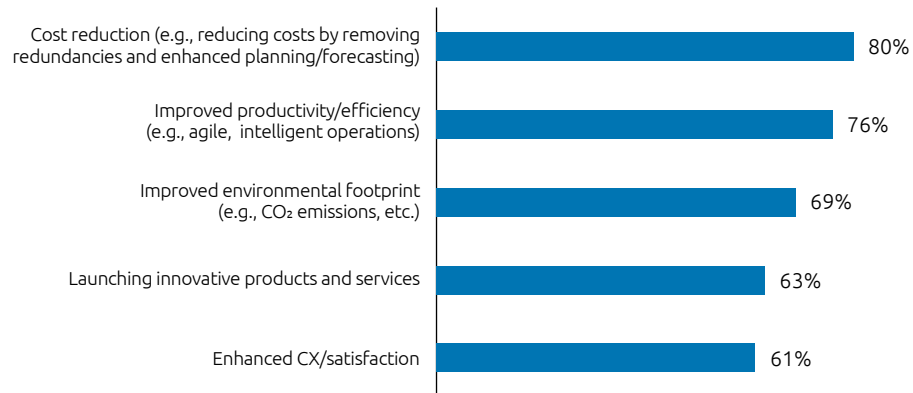 Cost reduction (e.g., reducing costs by removing
redundancies and enhanced planning/forecasting)
80%
Improved productivity/efficiency
(e.g., agile,  intelligent operations)
76%
Improved environmental footprint
(e.g., CO₂ emissions, etc.)
69%
Launching innovative products and services
63%
Enhanced CX/satisfaction
61%